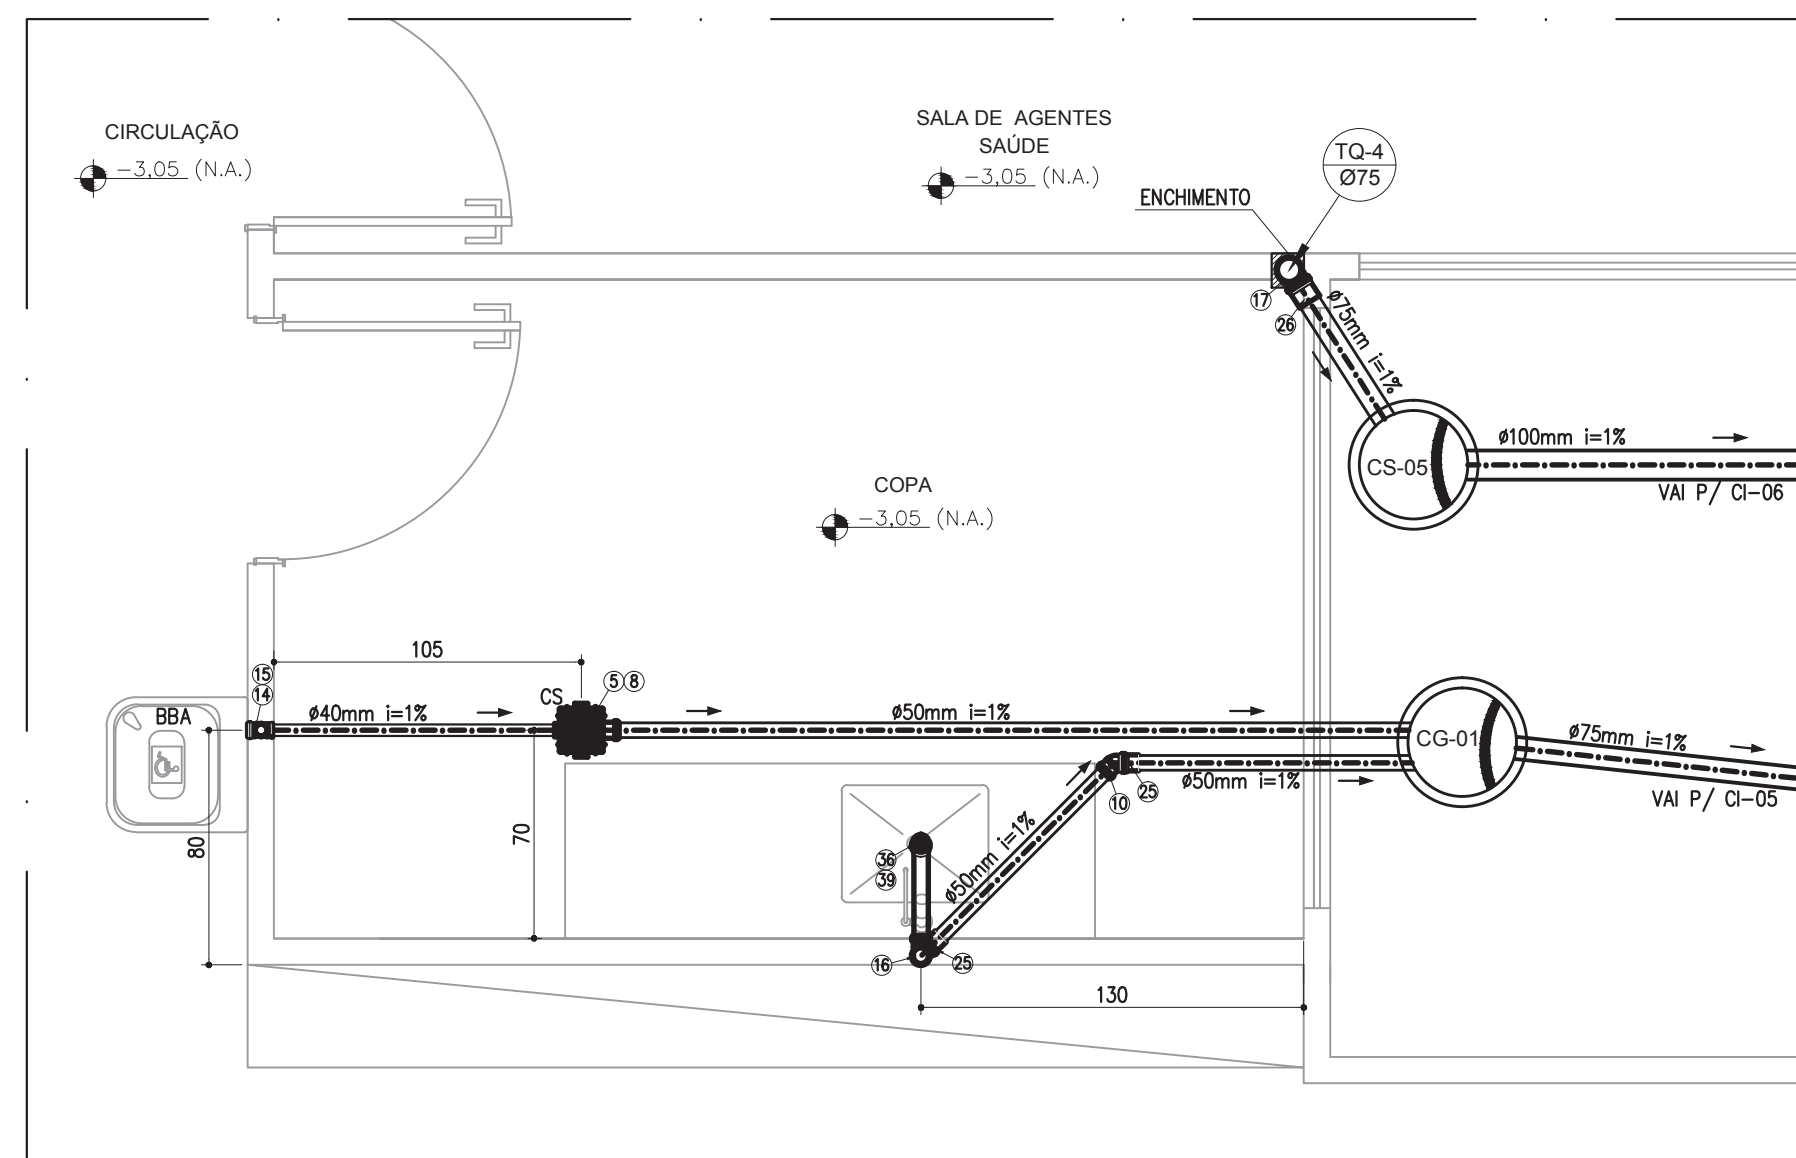 CIRCULAÇÃO
-3,05 (N.A.)
SALA DE AGENTES
SAÚDE
-3,05 (N.A.)
TQ-4
Ø75
ENCHIMENTO
17
26
Ø75mm i=1%
CS-05
Ø100mm i=1%
VAI P/ CI-06
COPA
-3,05 (N.A.)
105
15
14
BBA
Ø40mm i=1%
CS
5
8
Ø50mm i=1%
CG-01
Ø75mm i=1%
VAI P/ CI-05
Ø50mm i=1%
10
25
80
70
36
39
Ø50mm i=1%
16
25
130